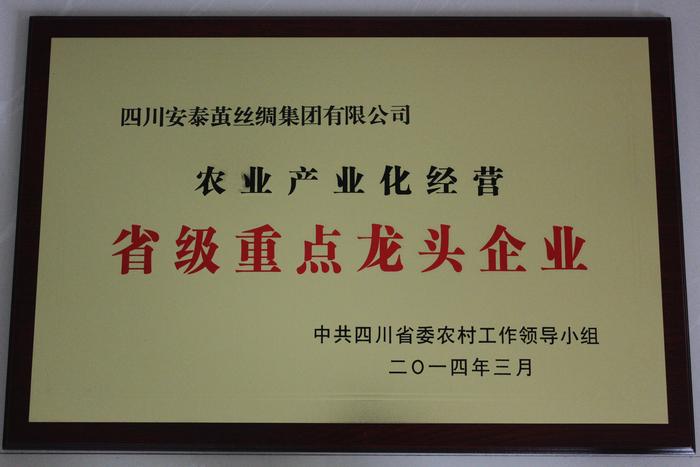 四川安泰茧丝绸集团有限公司
农业产业化经营
省级重点龙头企业
中共四川省委农村工作领导小组
二〇一四年三月